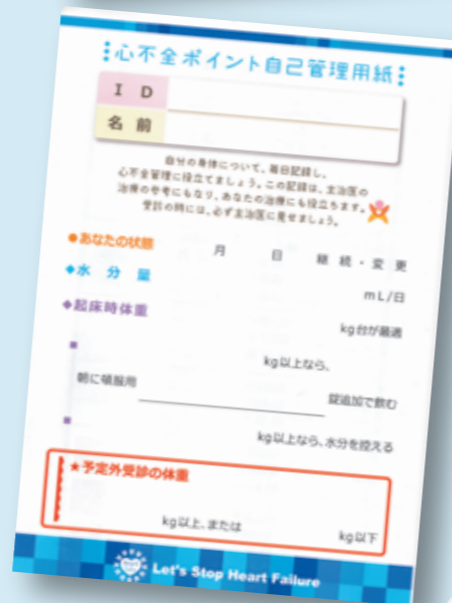 心不全ポイント自己管理用紙
I D
名 前
自分の身体について、毎日記録し、
心不全管理に役立てましょう。この記録は、主治医の
治療の参考にもなり、あなたの治療にも役立ちます。
受診の時には、必ず主治医に見せましょう。
●あなたの状態 月 日 継 続 ・ 変 更
◆水 分 量 mL/日
◆起床時体重 kg台が最適
■ kg以上なら、
朝に頓服用 錠追加で飲む
■ kg以上なら、水分を控える
★予定外受診の体重
kg以上、または kg以下
Let's Stop Heart Failure